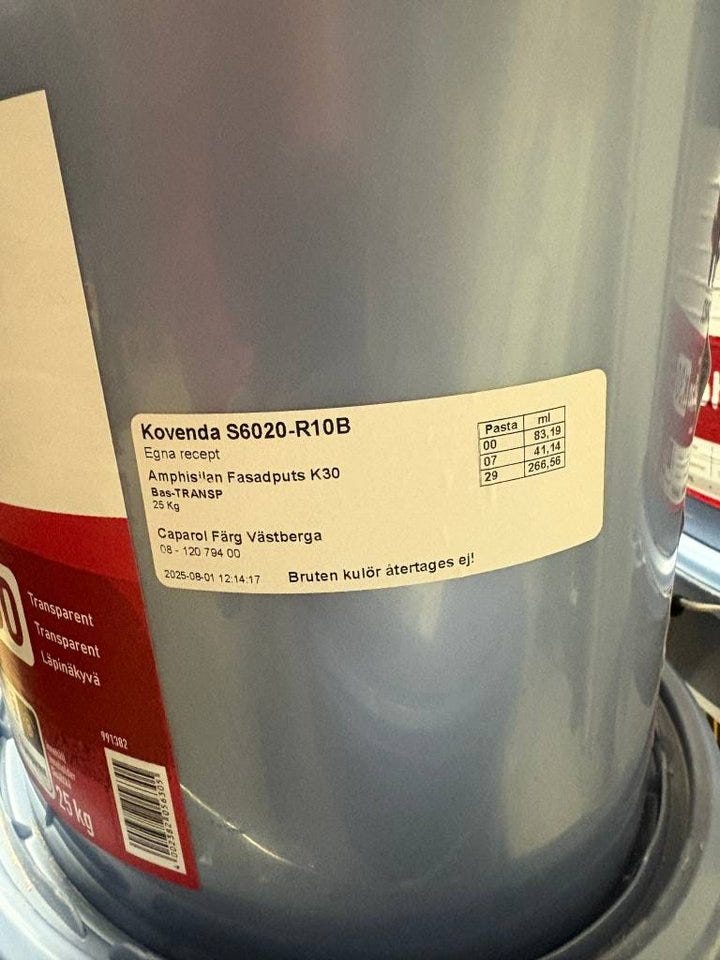 Kovenda S6020-R10B
Egna recept
Amphisilan Fasadputs K30
Bas-TRANSP
25 Kg
Caparol Färg Västberga
08 - 120 794 00
2025-08-01 12:14:17 Bruten kulör återtages ej!
Pasta ml
00 83,19
07 41,14
29 266,56
Transparent
Transparent
Läpinäkyvä
991382
25 kg